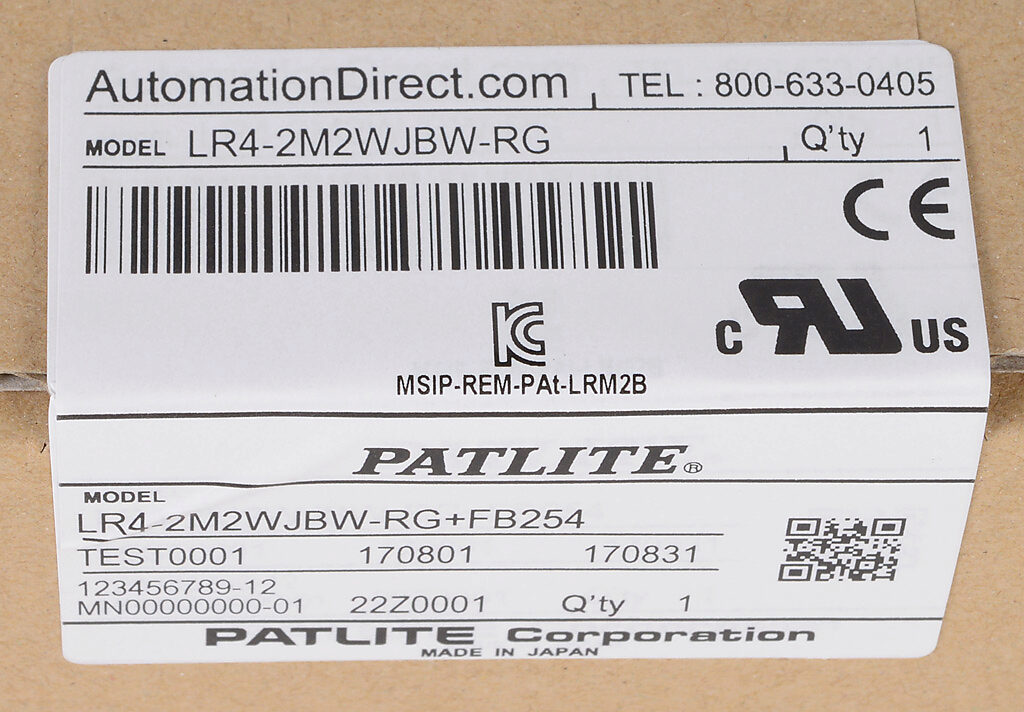 AutomationDirect.com TEL : 800-633-0405
MODEL LR4-2M2WJBW-RG Q'ty 1
CE
C RU US
KC
MSIP-REM-PAt-LRM2B
PATLITE®
MODEL
LR4-2M2WJBW-RG+FB254
TEST0001 170801 170831
123456789-12
MN00000000-01 22Z0001 Q'ty 1
PATLITE Corporation
MADE IN JAPAN